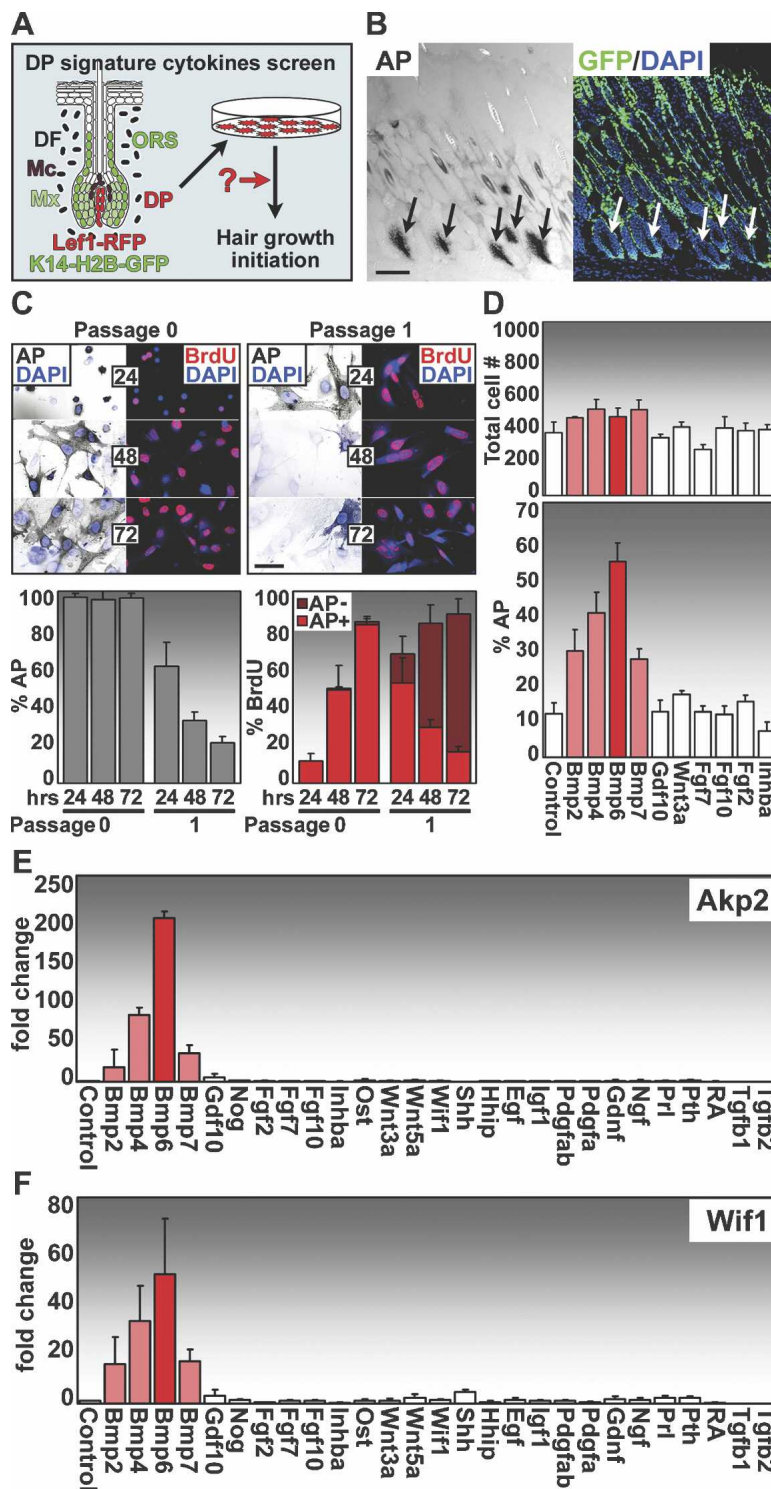 A
DP signature cytokines screen
DF
ORS
Mc
Mx
DP
Lef1-RFP
K14-H2B-GFP
?
Hair growth
initiation
B
AP
GFP/DAPI
C
Passage 0
Passage 1
AP
DAPI
BrdU
DAPI
AP
DAPI
BrdU
DAPI
24
48
72
24
48
72
% AP
100
80
60
40
20
0
hrs 24 48 72 24 48 72
Passage 0 1
% BrdU
100
80
60
40
20
0
AP-
AP+
hrs 24 48 72 24 48 72
Passage 0 1
D
Total cell #
1000
800
600
400
200
0
% AP
70
60
50
40
30
20
10
0
Control
Bmp2
Bmp4
Bmp6
Bmp7
Gdf10
Wnt3a
Fgf7
Fgf10
Fgf2
Inhba
E
Akp2
fold change
250
200
150
100
50
0
Control
Bmp2
Bmp4
Bmp6
Bmp7
Gdf10
Nog
Fgf2
Fgf7
Fgf10
Inhba
Ost
Wnt3a
Wnt5a
Wif1
Shh
Hhip
Egf
Igf1
Pdgfab
Pdgfa
Gdnf
Ngf
Prl
Pth
RA
Tgfb1
Tgfb2
F
Wif1
fold change
80
60
40
20
0
Control
Bmp2
Bmp4
Bmp6
Bmp7
Gdf10
Nog
Fgf2
Fgf7
Fgf10
Inhba
Ost
Wnt3a
Wnt5a
Wif1
Shh
Hhip
Egf
Igf1
Pdgfab
Pdgfa
Gdnf
Ngf
Prl
Pth
RA
Tgfb1
Tgfb2